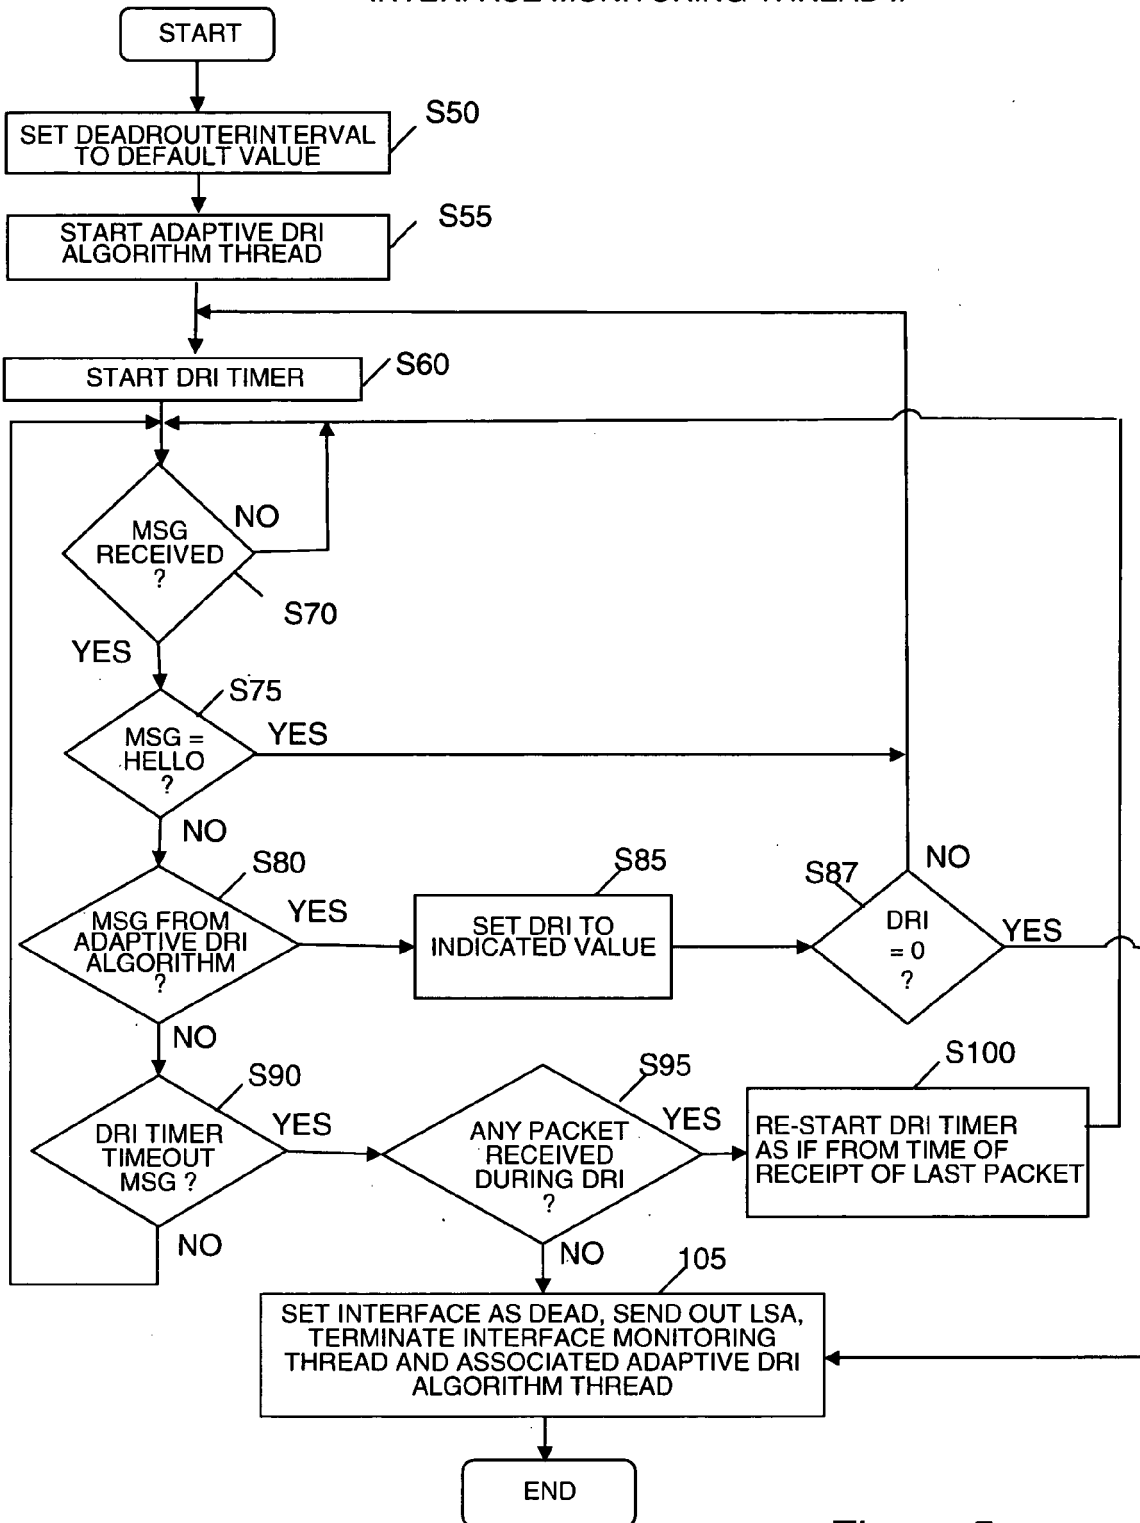 START
S50
SET DEADROUTERINTERVAL
TO DEFAULT VALUE
S55
START ADAPTIVE DRI
ALGORITHM THREAD
S60
START DRI TIMER
MSG
RECEIVED
?
NO
S70
YES
S75
MSG =
HELLO
?
YES
NO
S80
MSG FROM
ADAPTIVE DRI
ALGORITHM
?
YES
S85
SET DRI TO
INDICATED VALUE
S87
DRI
= 0
?
NO
YES
NO
S90
DRI TIMER
TIMEOUT
MSG ?
YES
NO
S95
ANY PACKET
RECEIVED
DURING DRI
?
YES
S100
RE-START DRI TIMER
AS IF FROM TIME OF
RECEIPT OF LAST PACKET
NO
105
SET INTERFACE AS DEAD, SEND OUT LSA,
TERMINATE INTERFACE MONITORING
THREAD AND ASSOCIATED ADAPTIVE DRI
ALGORITHM THREAD
END